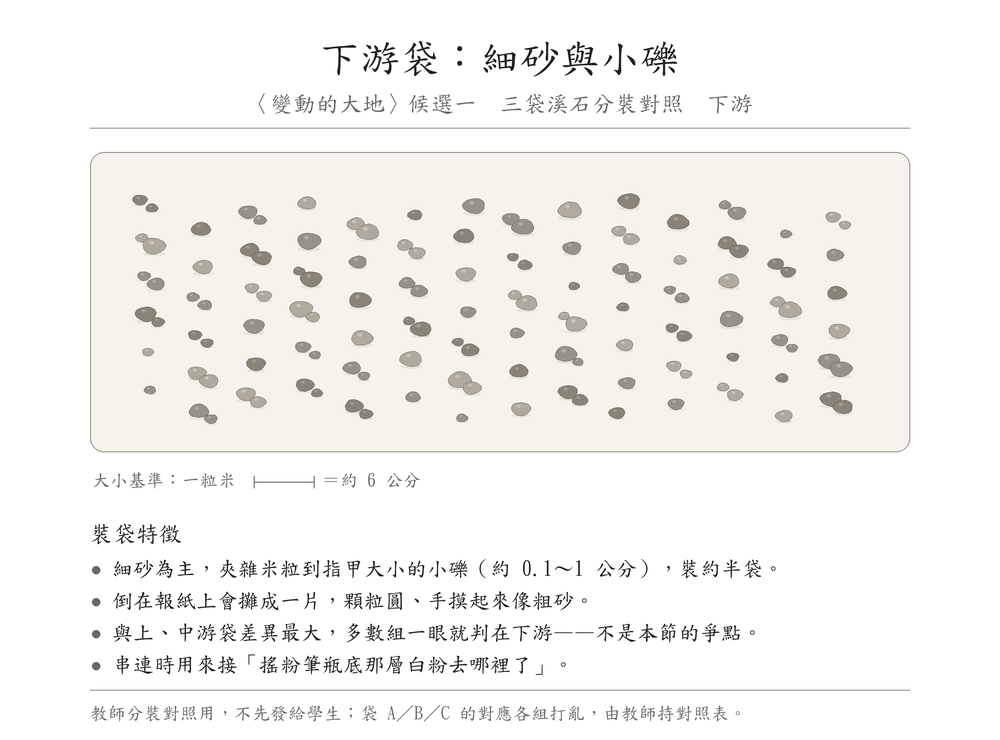 下游袋：細砂與小礫
〈變動的大地〉候選一　三袋溪石分裝對照　下游
大小基準：一粒米　＝約 6 公分
裝袋特徵
● 細砂為主，夾雜米粒到指甲大小的小礫（約 0.1～1 公分），裝約半袋。
● 倒在報紙上會攤成一片，顆粒圓、手摸起來像粗砂。
● 與上、中游袋差異最大，多數組一眼就判在下游──不是本節的爭點。
● 串連時用來接「搖粉筆瓶底那層白粉去哪裡了」。
教師分裝對照用，不先發給學生；袋 A／B／C 的對應各組打亂，由教師持對照表。